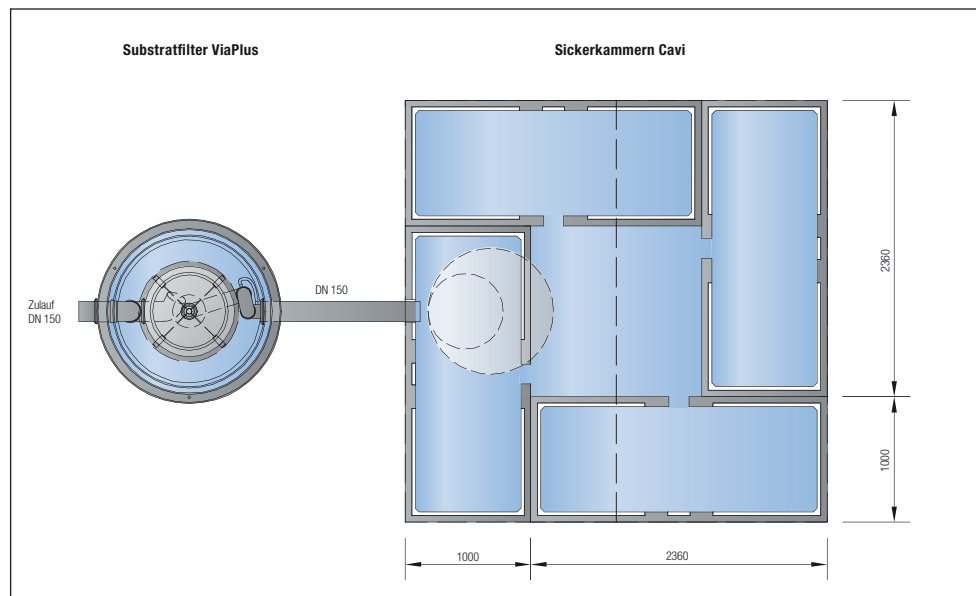 Substratfilter ViaPlus
Sickerkammern Cavi
DN 150
Zulauf
DN 150
2360
1000
1000
2360